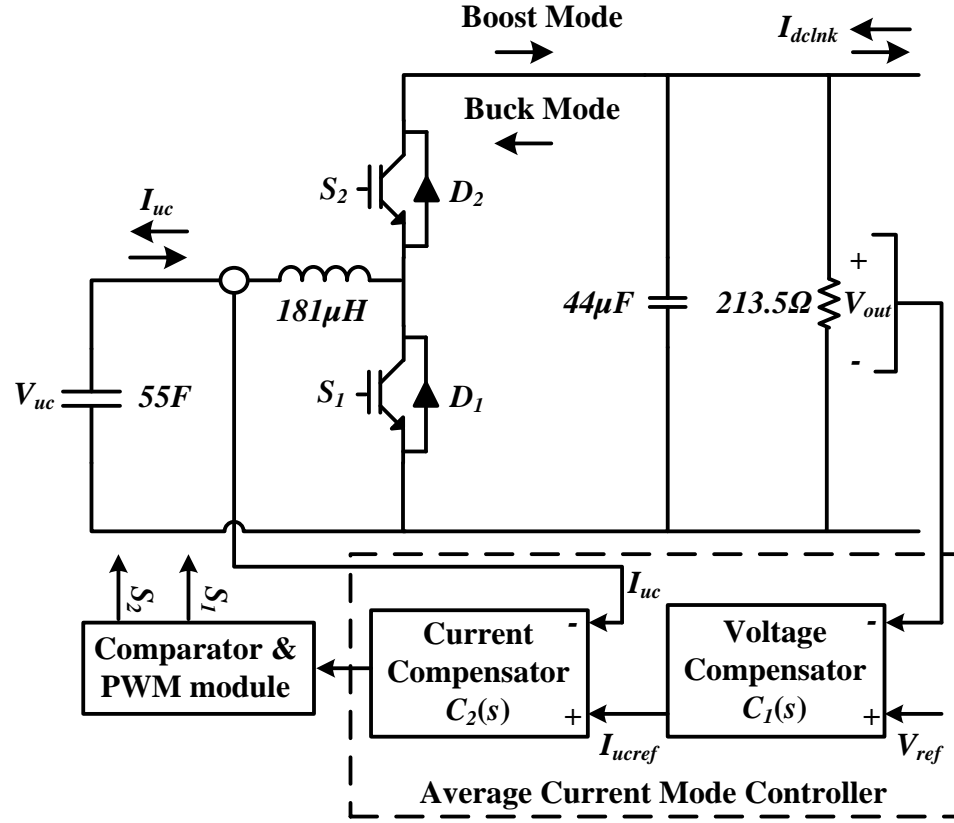 Boost Mode
I_dclnk
Buck Mode
S_2
D_2
I_uc
181μH
44μF
213.5Ω
+
V_out
-
V_uc
55F
S_1
D_1
S_2
S_1
I_uc
Comparator &
PWM module
Current
Compensator
C_2(s)
-
+
Voltage
Compensator
C_1(s)
-
+
I_ucref
V_ref
Average Current Mode Controller